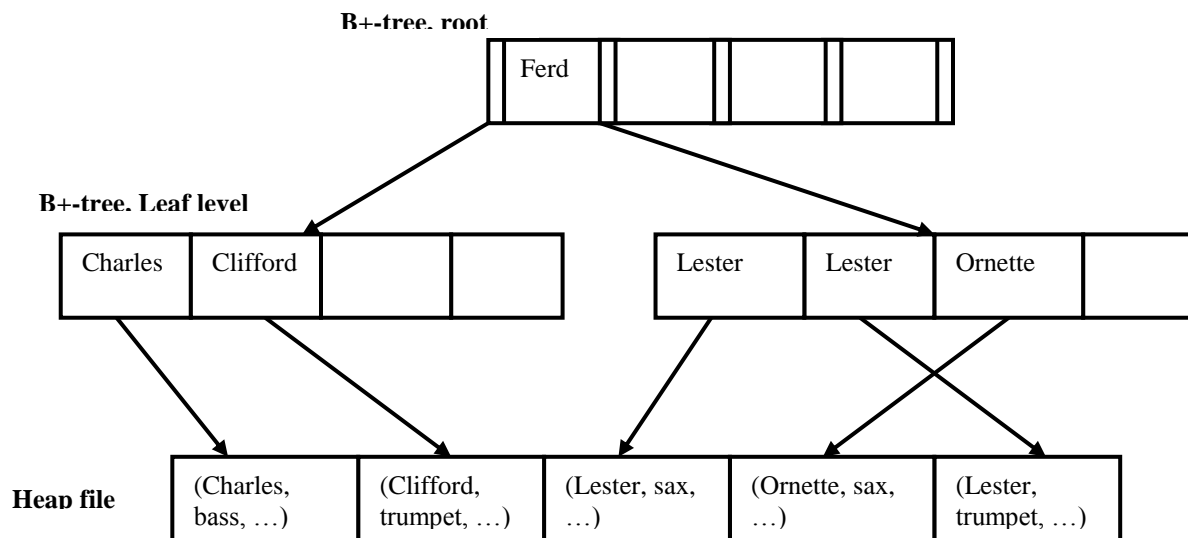 B+-tree, root
Ferd
B+-tree, Leaf level
Charles
Clifford
Lester
Lester
Ornette
Heap file
(Charles,
bass, …)
(Clifford,
trumpet, …)
(Lester, sax,
…)
(Ornette, sax,
…)
(Lester,
trumpet, …)